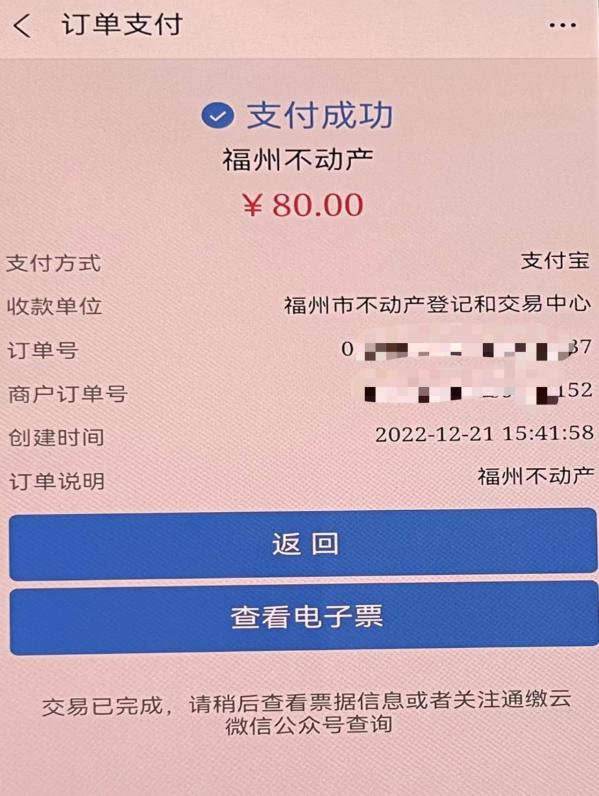 订单支付
支付成功
福州不动产
¥80.00
支付方式 支付宝
收款单位 福州市不动产登记和交易中心
订单号 0 37
商户订单号 152
创建时间 2022-12-21 15:41:58
订单说明 福州不动产
返回
查看电子票
交易已完成，请稍后查看票据信息或者关注通缴云
微信公众号查询